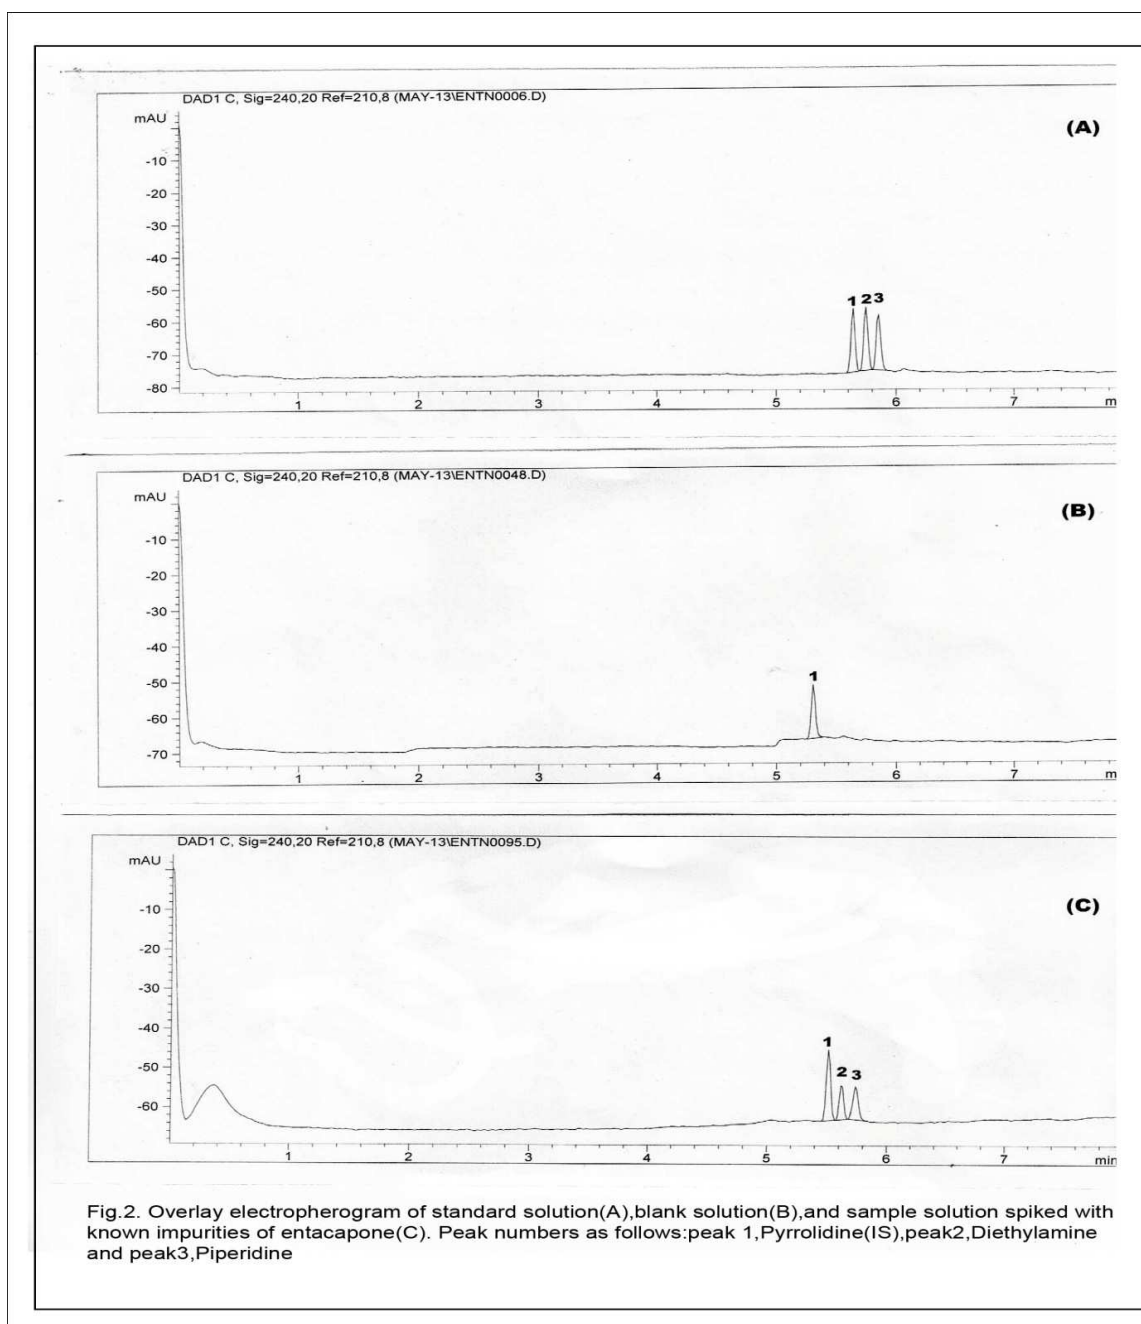 DAD1 C, Sig=240,20 Ref=210,8 (MAY-13\ENTN0006.D)
mAU
(A)
-10
-20
-30
-40
-50
-60
-70
-80
1 2 3
1 2 3 4 5 6 7 m
DAD1 C, Sig=240,20 Ref=210,8 (MAY-13\ENTN0048.D)
mAU
(B)
-10
-20
-30
-40
-50
-60
-70
1
1 2 3 4 5 6 7 m
DAD1 C, Sig=240,20 Ref=210,8 (MAY-13\ENTN0095.D)
mAU
(C)
-10
-20
-30
-40
-50
-60
1 2 3
1 2 3 4 5 6 7 min
Fig.2. Overlay electropherogram of standard solution(A),blank solution(B),and sample solution spiked with
known impurities of entacapone(C). Peak numbers as follows:peak 1,Pyrrolidine(IS),peak2,Diethylamine
and peak3,Piperidine